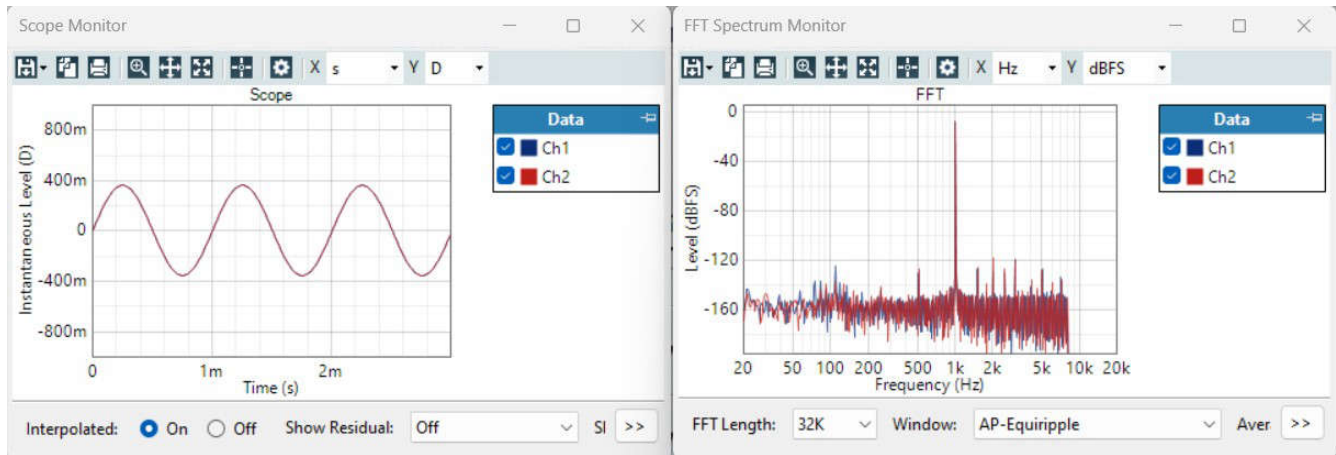 Scope Monitor
X s Y D
Scope
Data
Ch1
Ch2
Instantaneous Level (D)
800m
400m
0
-400m
-800m
0 1m 2m
Time (s)
Interpolated: On Off Show Residual: Off Sl >>
FFT Spectrum Monitor
X Hz Y dBFS
FFT
Data
Ch1
Ch2
Level (dBFS)
0
-40
-80
-120
-160
20 50 100 200 500 1k 2k 5k 10k 20k
Frequency (Hz)
FFT Length: 32K Window: AP-Equiripple Aver >>